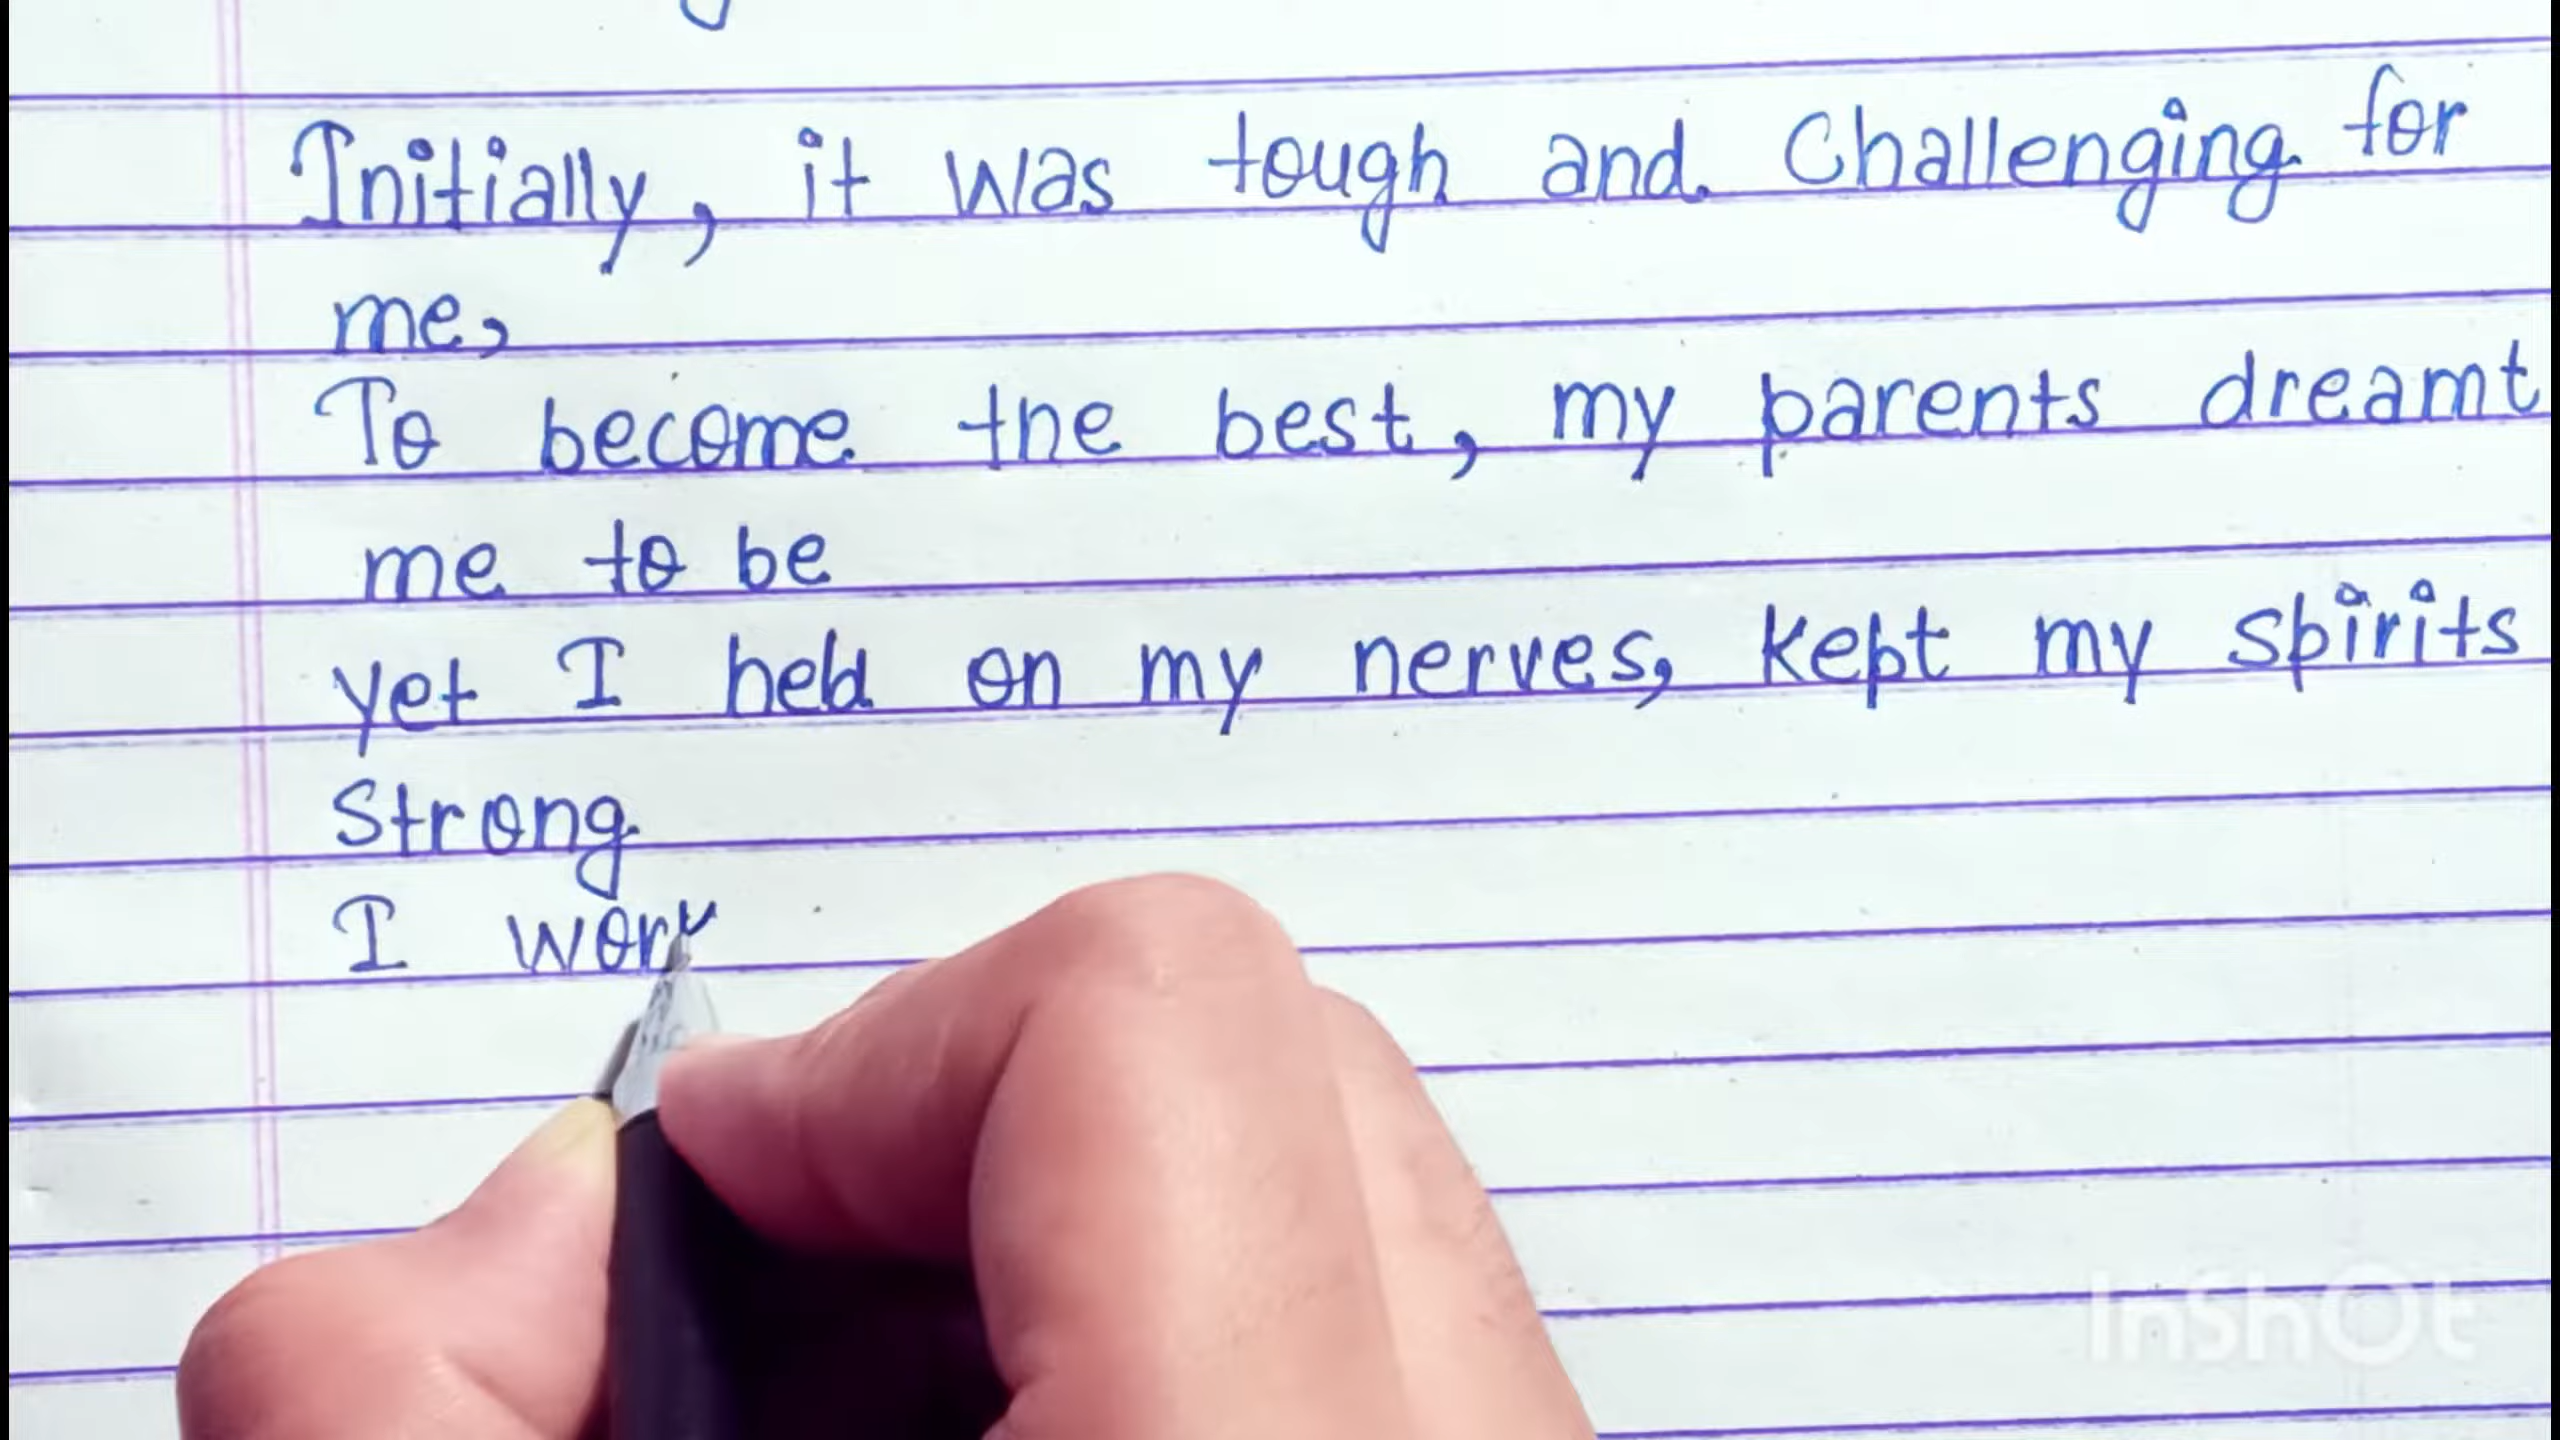 Initially, it was tough and challenging for
me,
To become the best, my parents dreamt
me to be
yet I held on my nerves, kept my spirits
strong
I work
InShOt